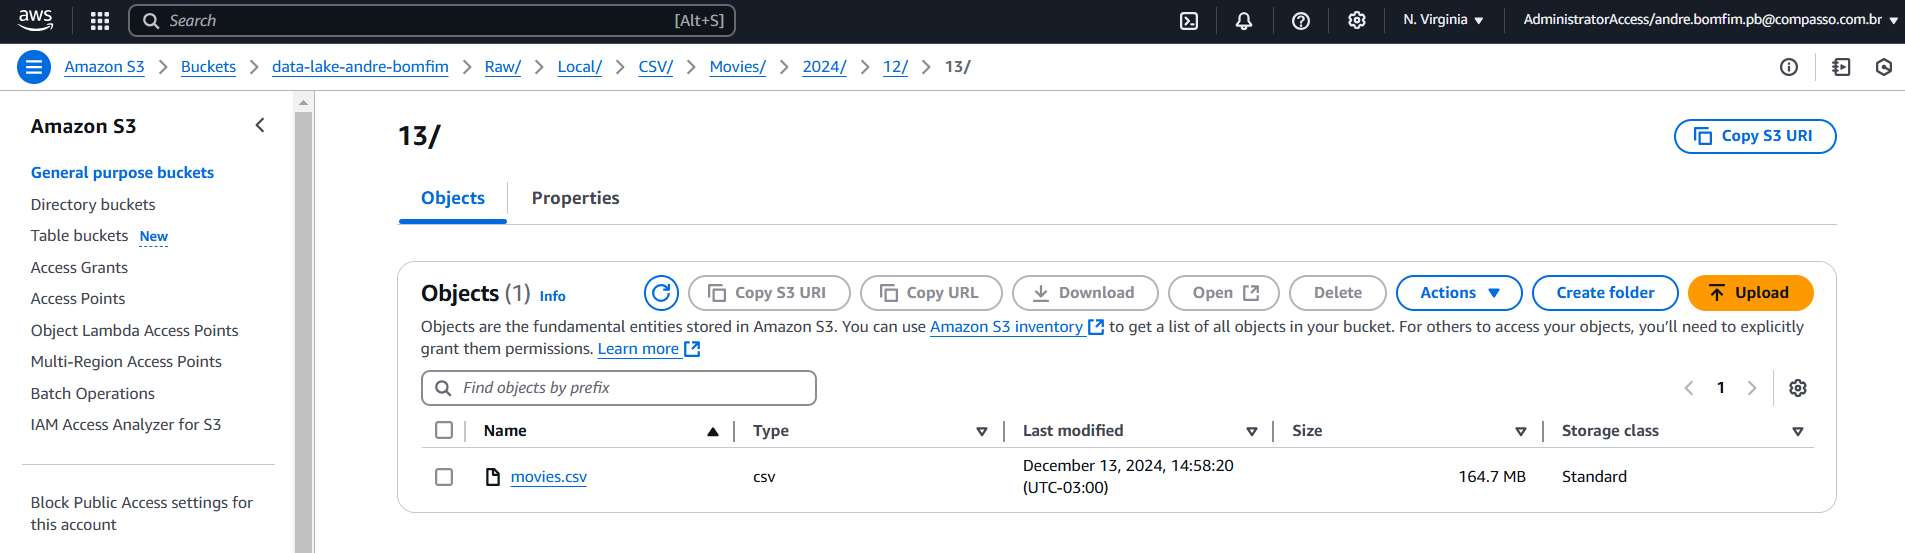 aws
Search [Alt+S]
N. Virginia
AdministratorAccess/andre.bomfim.pb@compasso.com.br
Amazon S3 Buckets data-lake-andre-bomfim Raw/ Local/ CSV/ Movies/ 2024/ 12/ 13/
Amazon S3
General purpose buckets
Directory buckets
Table buckets New
Access Grants
Access Points
Object Lambda Access Points
Multi-Region Access Points
Batch Operations
IAM Access Analyzer for S3
Block Public Access settings for
this account
13/
Copy S3 URI
Objects Properties
Objects (1) Info Copy S3 URI Copy URL Download Open Delete Actions Create folder Upload
Objects are the fundamental entities stored in Amazon S3. You can use Amazon S3 inventory to get a list of all objects in your bucket. For others to access your objects, you'll need to explicitly
grant them permissions. Learn more
Find objects by prefix
1
Name Type Last modified Size Storage class
movies.csv csv December 13, 2024, 14:58:20 164.7 MB Standard
(UTC-03:00)